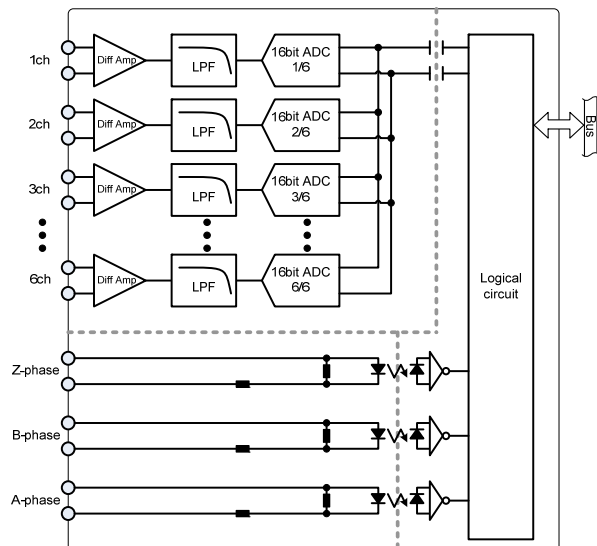 1ch
Diff Amp
LPF
16bit ADC
1/6
2ch
Diff Amp
LPF
16bit ADC
2/6
3ch
Diff Amp
LPF
16bit ADC
3/6
6ch
Diff Amp
LPF
16bit ADC
6/6
Logical
circuit
Bus
Z-phase
B-phase
A-phase